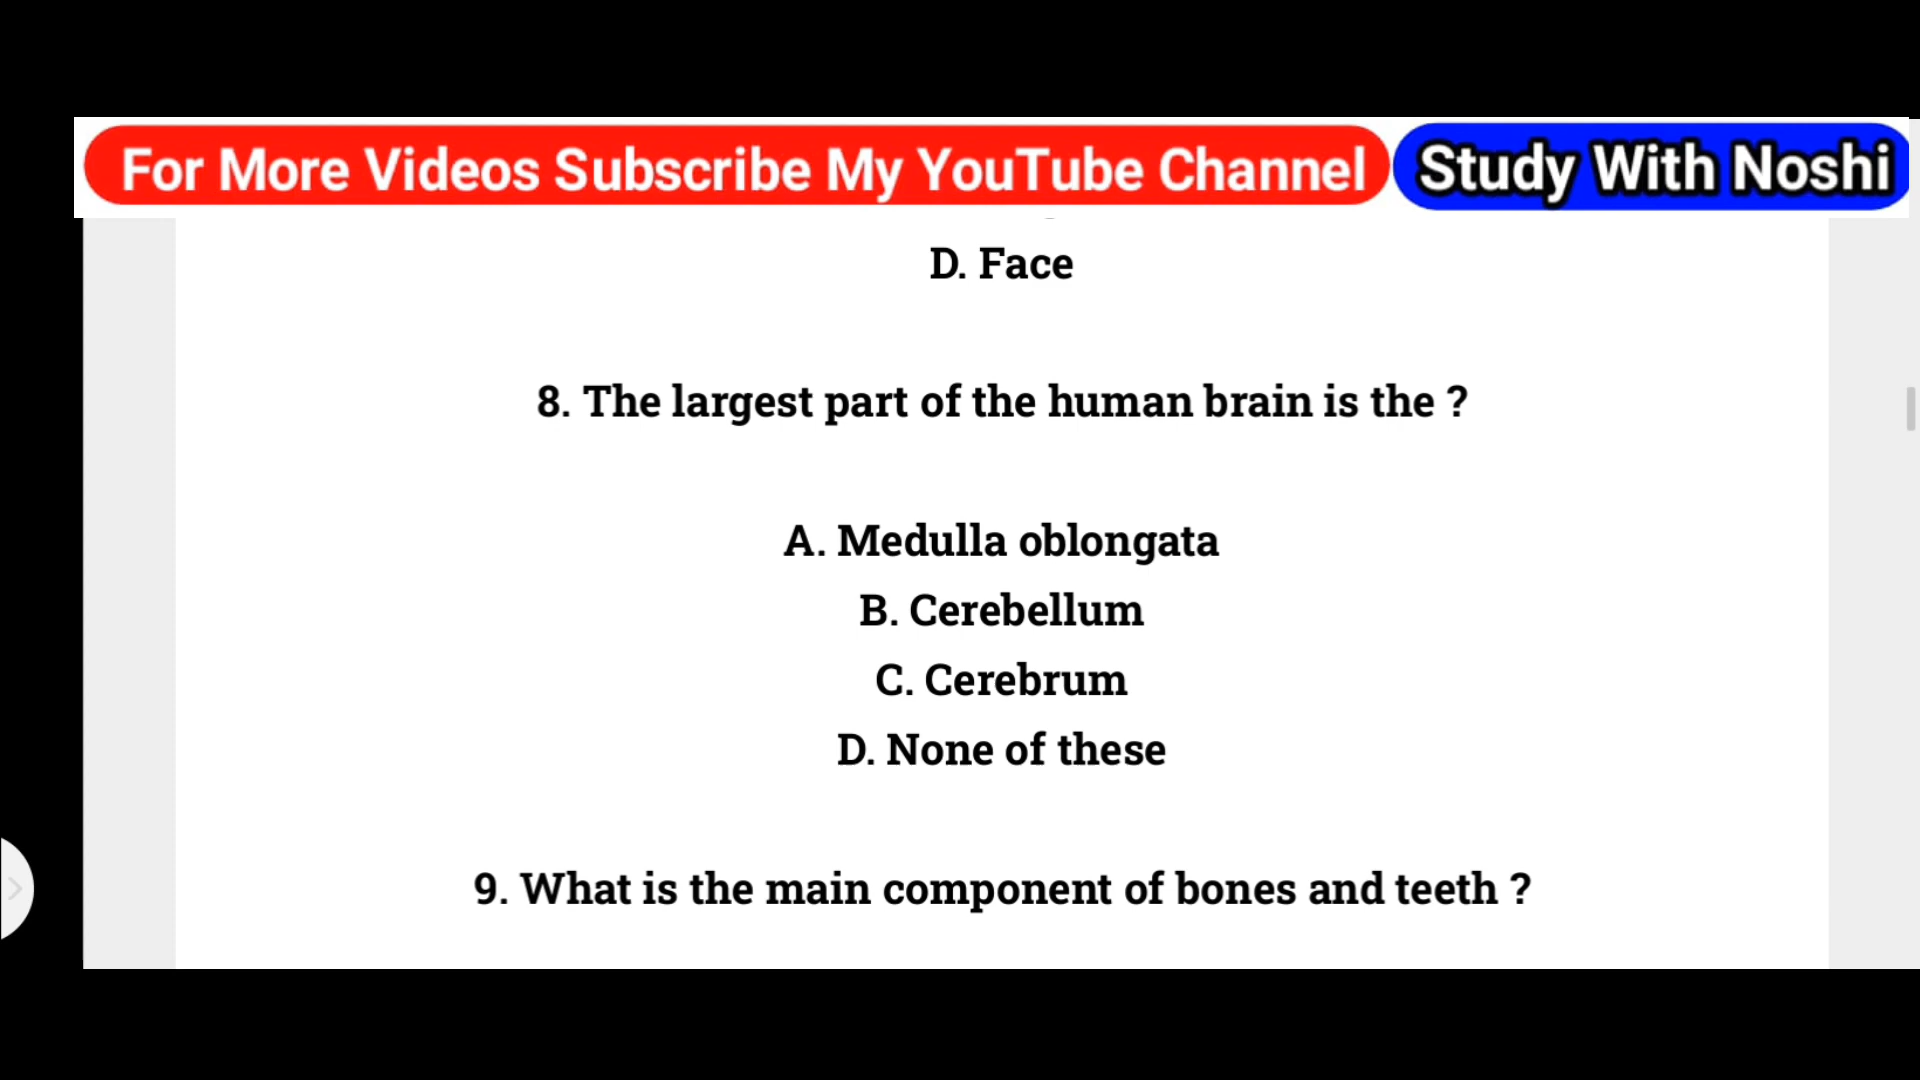 For More Videos Subscribe My YouTube Channel Study With Noshi
D. Face
8. The largest part of the human brain is the ?
A. Medulla oblongata
B. Cerebellum
C. Cerebrum
D. None of these
9. What is the main component of bones and teeth ?